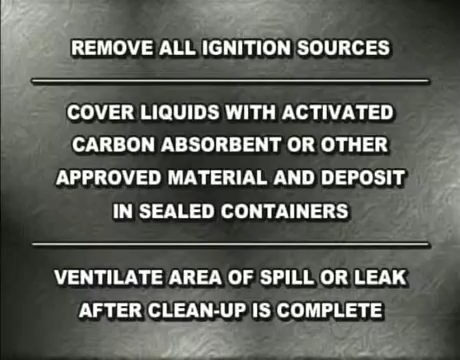 REMOVE ALL IGNITION SOURCES
COVER LIQUIDS WITH ACTIVATED
CARBON ABSORBENT OR OTHER
APPROVED MATERIAL AND DEPOSIT
IN SEALED CONTAINERS
VENTILATE AREA OF SPILL OR LEAK
AFTER CLEAN-UP IS COMPLETE